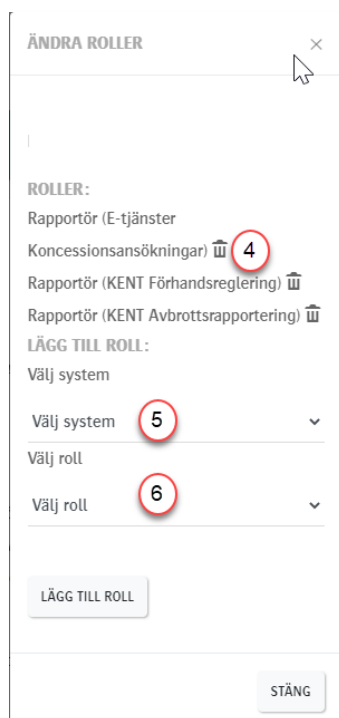 ÄNDRA ROLLER
ROLLER:
Rapportör (E-tjänster
Koncessionsansökningar) 4
Rapportör (KENT Förhandsreglering)
Rapportör (KENT Avbrottsrapportering)
LÄGG TILL ROLL:
Välj system
Välj system 5
Välj roll
Välj roll 6
LÄGG TILL ROLL
STÄNG